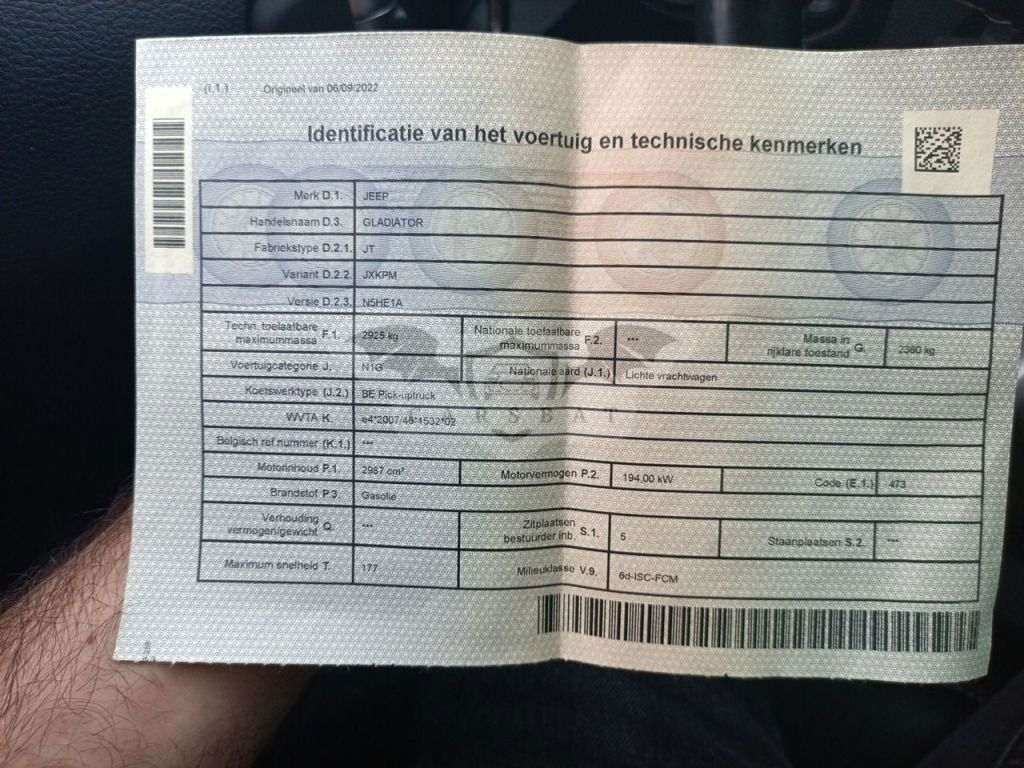 (I.1.) Origineel van 06/09/2022
Identificatie van het voertuig en technische kenmerken
Merk D.1. JEEP
Handelsnaam D.3. GLADIATOR
Fabriekstype D.2.1. JT
Variant D.2.2. JXKPM
Versie D.2.3. N5HE1A
Techn. toelaatbare maximummassa F.1. 2925 kg Nationale toelaatbare maximummassa F.2. *** Massa in rijklare toestand G. 2360 kg
Voertuigcategorie J. N1G Nationale aard (J.1.) Lichte vrachtwagen
Koetswerktype (J.2.) BE Pick-uptruck
WVTA K. e4*2007/46*1532*02
CARSBAT
Belgisch ref.nummer (K.1.) ***
Motorinhoud P.1. 2987 cm³ Motorvermogen P.2. 194,00 kW Code (E.1.) 473
Brandstof P.3. Gasolie
Verhouding vermogen/gewicht Q. *** Zitplaatsen bestuurder inb. S.1. 5 Staanplaatsen S.2. ***
Maximum snelheid T. 177 Milieuklasse V.9. 6d-ISC-FCM